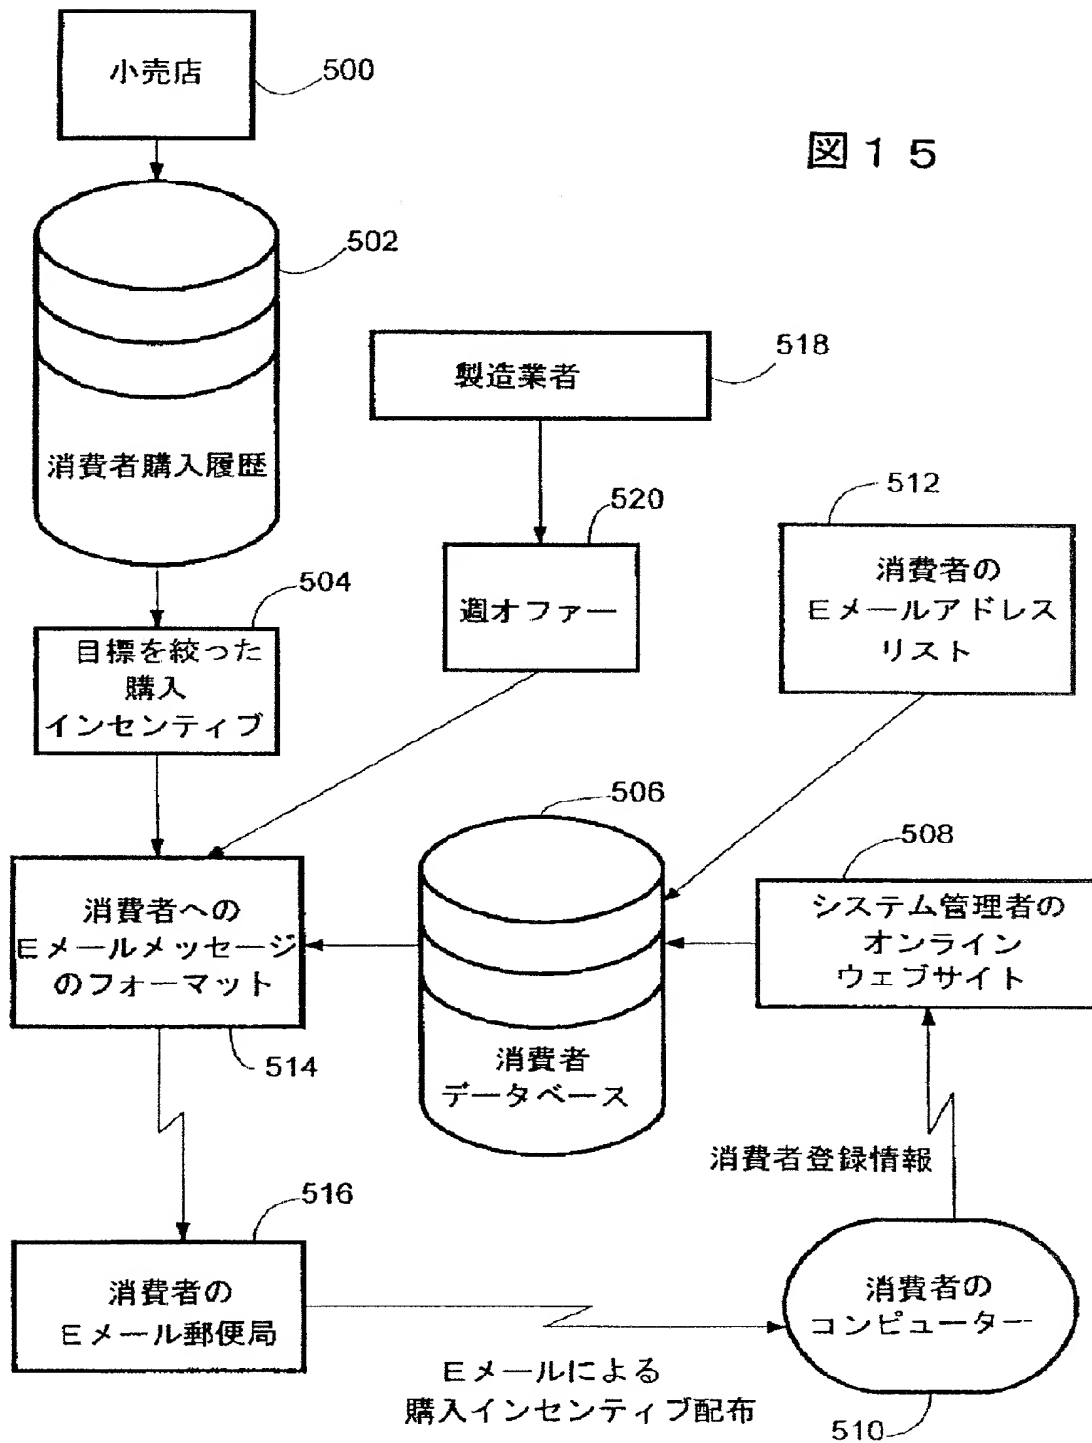 小売店
500
図15
502
消費者購入履歴
製造業者
518
504
目標を絞った
購入
インセンティブ
520
週オファー
512
消費者の
Eメールアドレス
リスト
506
消費者
データベース
508
システム管理者の
オンライン
ウェブサイト
消費者への
Eメールメッセージ
のフォーマット
514
消費者登録情報
516
消費者の
Eメール郵便局
Eメールによる
購入インセンティブ配布
消費者の
コンピューター
510